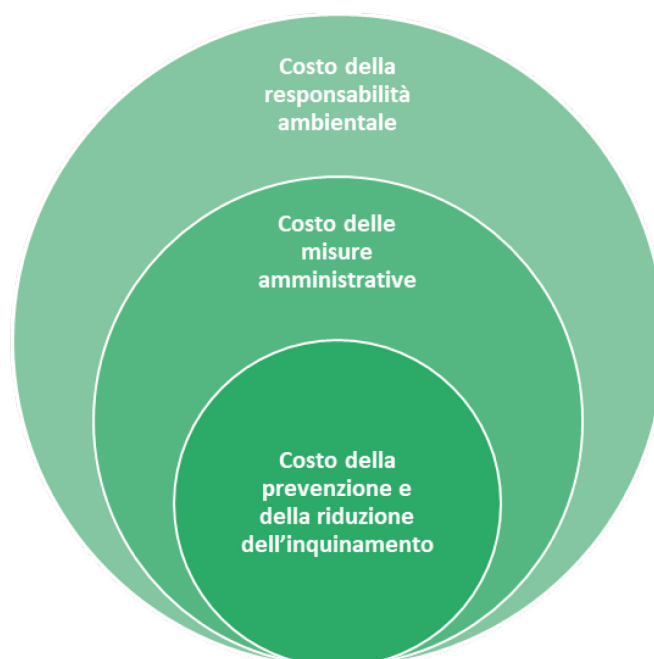 Costo della
responsabilità
ambientale
Costo delle
misure
amministrative
Costo della
prevenzione e
della riduzione
dell’inquinamento